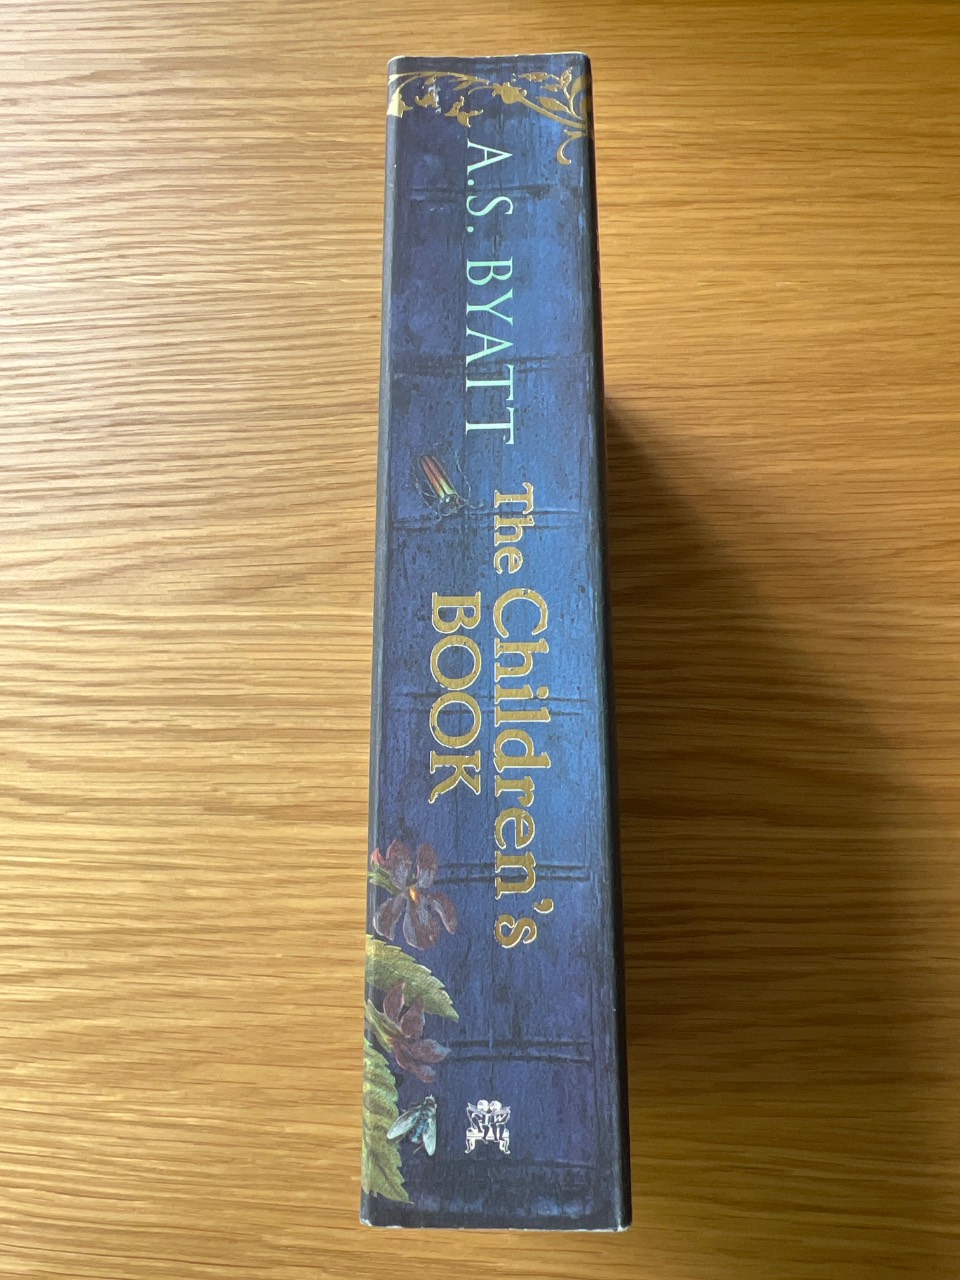 A.S. BYATT
The Children's
BOOK